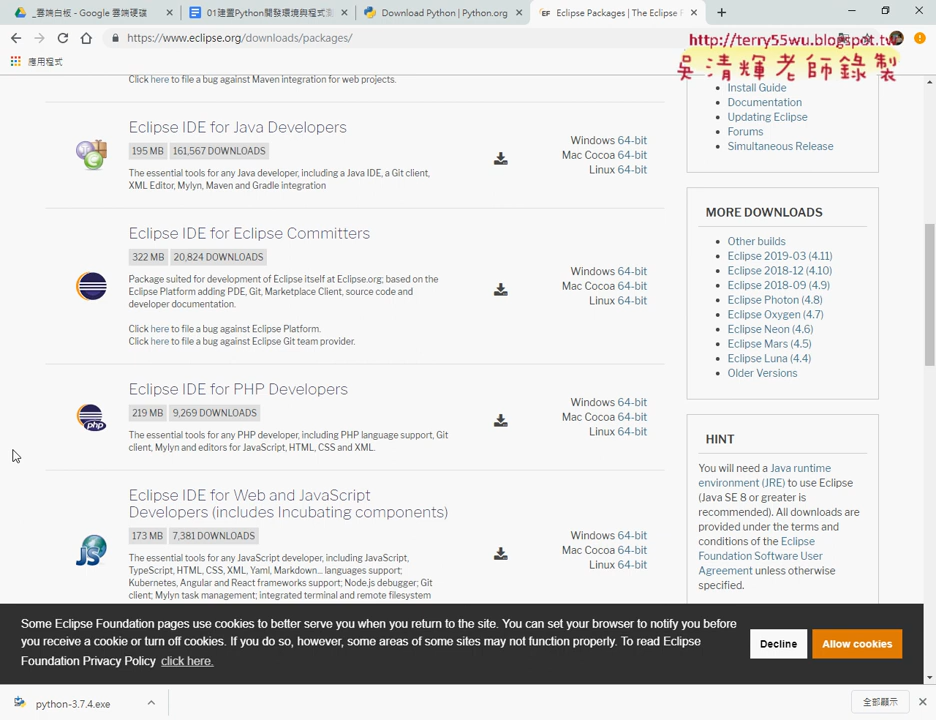 _雲端白板 - Google 雲端硬碟
01建置Python開發環境與程式
Download Python | Python.org
Eclipse Packages | The Eclipse F
https://www.eclipse.org/downloads/packages/
http://terry55wu.blogspot.tw
吳清輝老師錄製
應用程式
Click here to file a bug against Maven integration for web projects.
Eclipse IDE for Java Developers
195 MB 161,567 DOWNLOADS
The essential tools for any Java developer, including a Java IDE, a Git client,
XML Editor, Mylyn, Maven and Gradle integration
Windows 64-bit
Mac Cocoa 64-bit
Linux 64-bit
Eclipse IDE for Eclipse Committers
322 MB 20,824 DOWNLOADS
Package suited for development of Eclipse itself at Eclipse.org; based on the
Eclipse Platform adding PDE, Git, Marketplace Client, source code and
developer documentation.
Click here to file a bug against Eclipse Platform.
Click here to file a bug against Eclipse Git team provider.
Windows 64-bit
Mac Cocoa 64-bit
Linux 64-bit
Eclipse IDE for PHP Developers
219 MB 9,269 DOWNLOADS
The essential tools for any PHP developer, including PHP language support, Git
client, Mylyn and editors for JavaScript, HTML, CSS and XML.
php
Windows 64-bit
Mac Cocoa 64-bit
Linux 64-bit
Eclipse IDE for Web and JavaScript
Developers (includes Incubating components)
173 MB 7,381 DOWNLOADS
The essential tools for any JavaScript developer, including JavaScript,
TypeScript, HTML, CSS, XML, Yaml, Markdown... languages support;
Kubernetes, Angular and React frameworks support; Node.js debugger; Git
client; Mylyn task management; integrated terminal and remote filesystem
JS
Windows 64-bit
Mac Cocoa 64-bit
Linux 64-bit
Install Guide
Documentation
Updating Eclipse
Forums
Simultaneous Release
MORE DOWNLOADS
Other builds
Eclipse 2019-03 (4.11)
Eclipse 2018-12 (4.10)
Eclipse 2018-09 (4.9)
Eclipse Photon (4.8)
Eclipse Oxygen (4.7)
Eclipse Neon (4.6)
Eclipse Mars (4.5)
Eclipse Luna (4.4)
Older Versions
HINT
You will need a Java runtime
environment (JRE) to use Eclipse
(Java SE 8 or greater is
recommended). All downloads
are provided under the terms and
conditions of the Eclipse
Foundation Software User
Agreement unless otherwise
specified.
Some Eclipse Foundation pages use cookies to better serve you when you return to the site. You can set your browser to notify you before
you receive a cookie or turn off cookies. If you do so, however, some areas of some sites may not function properly. To read Eclipse
Foundation Privacy Policy click here.
Decline
Allow cookies
python-3.7.4.exe
全部顯示